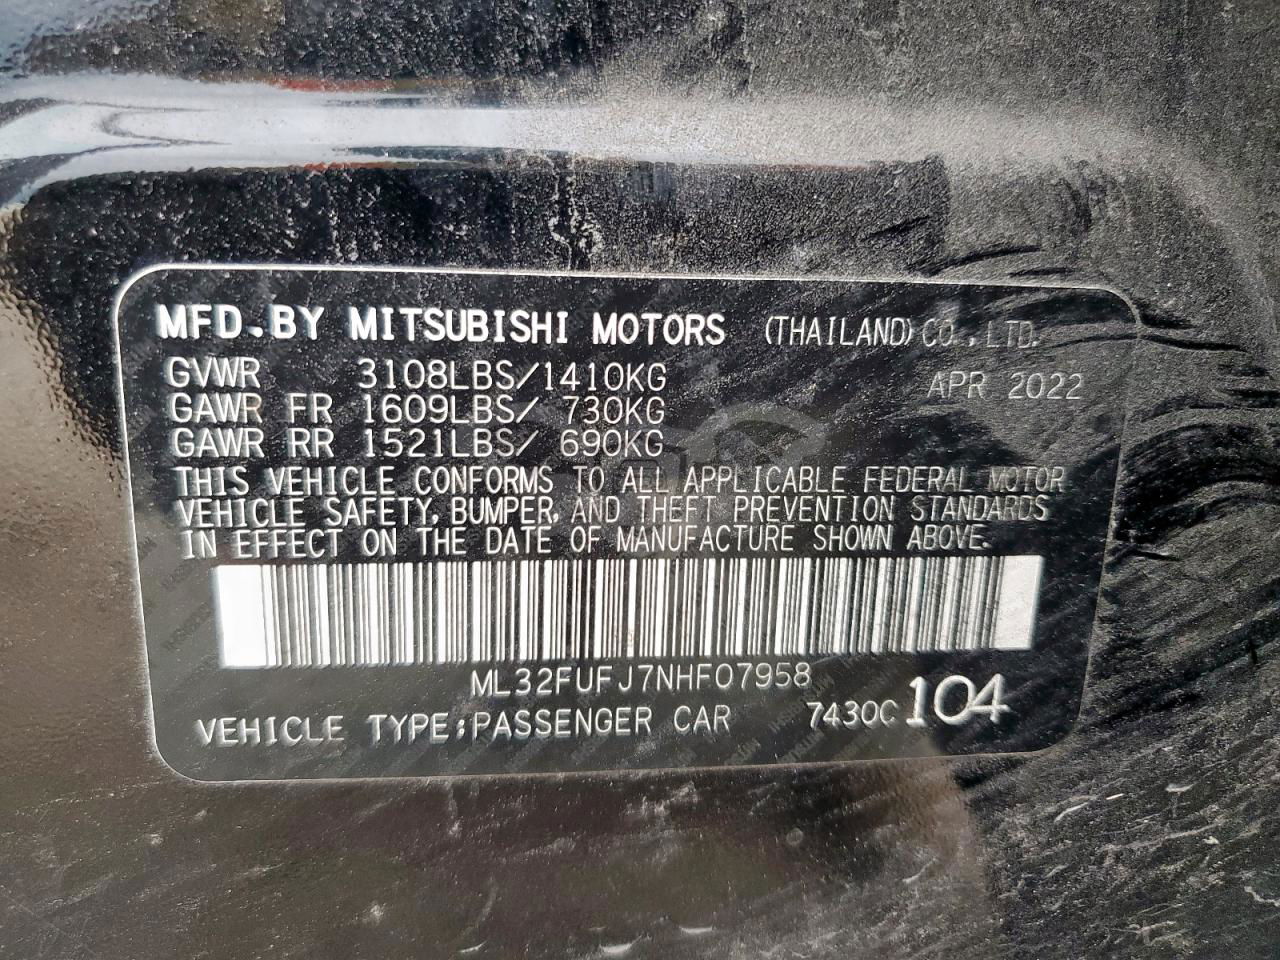 MFD.BY MITSUBISHI MOTORS (THAILAND)CO.,LTD.
GVWR 3108LBS/1410KG APR 2022
GAWR FR 1609LBS/ 730KG
GAWR RR 1521LBS/ 690KG
THIS VEHICLE CONFORMS TO ALL APPLICABLE FEDERAL MOTOR
VEHICLE SAFETY, BUMPER, AND THEFT PREVENTION STANDARDS
IN EFFECT ON THE DATE OF MANUFACTURE SHOWN ABOVE.
ML32FUFJ7NHF07958
VEHICLE TYPE;PASSENGER CAR 7430C 104